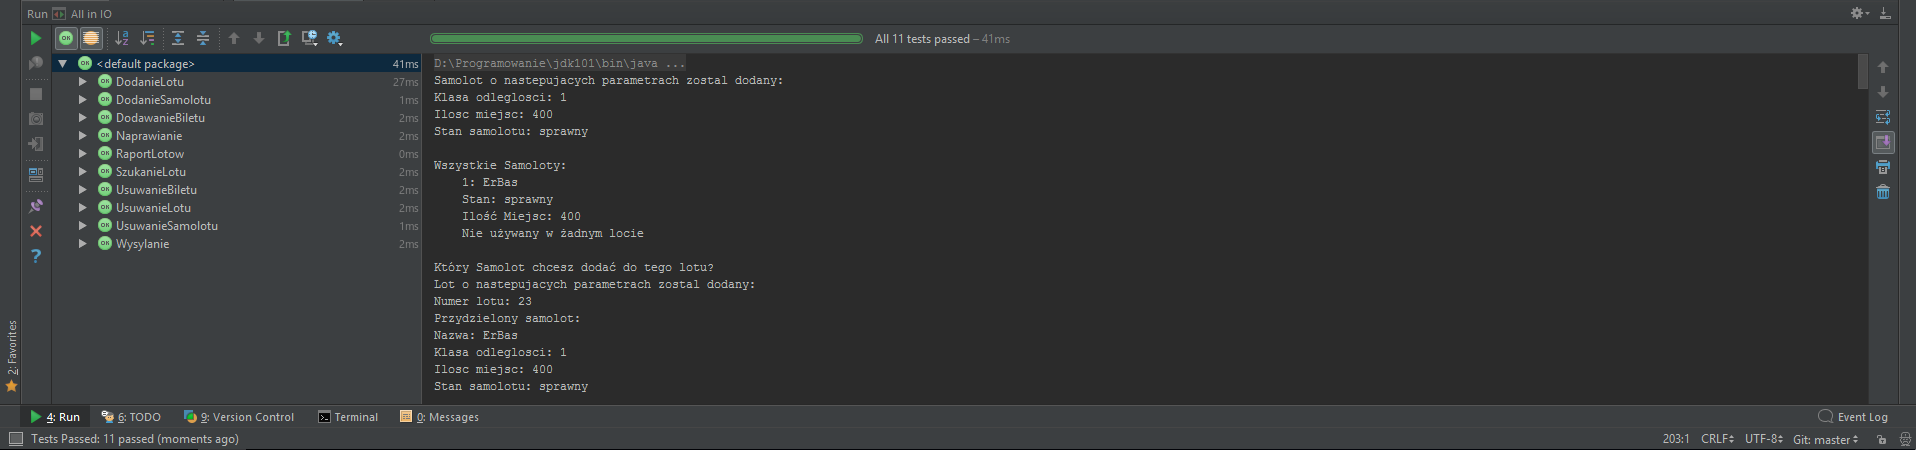 Run All in IO
All 11 tests passed – 41ms
<default package> 41ms
DodanieLotu 27ms
DodanieSamolotu 1ms
DodawanieBiletu 2ms
Naprawianie 2ms
RaportLotow 0ms
SzukanieLotu 2ms
UsuwanieBiletu 2ms
UsuwanieLotu 2ms
UsuwanieSamolotu 1ms
Wysylanie 2ms
D:\Programowanie\jdk101\bin\java ...
Samolot o nastepujacych parametrach zostal dodany:
Klasa odleglosci: 1
Ilosc miejsc: 400
Stan samolotu: sprawny
Wszystkie Samoloty:
1: ErBas
Stan: sprawny
Ilość Miejsc: 400
Nie używany w żadnym locie
Który Samolot chcesz dodać do tego lotu?
Lot o nastepujacych parametrach zostal dodany:
Numer lotu: 23
Przydzielony samolot:
Nazwa: ErBas
Klasa odleglosci: 1
Ilosc miejsc: 400
Stan samolotu: sprawny
2: Favorites
4: Run 6: TODO 9: Version Control Terminal 0: Messages Event Log
Tests Passed: 11 passed (moments ago) 203:1 CRLF UTF-8 Git: master